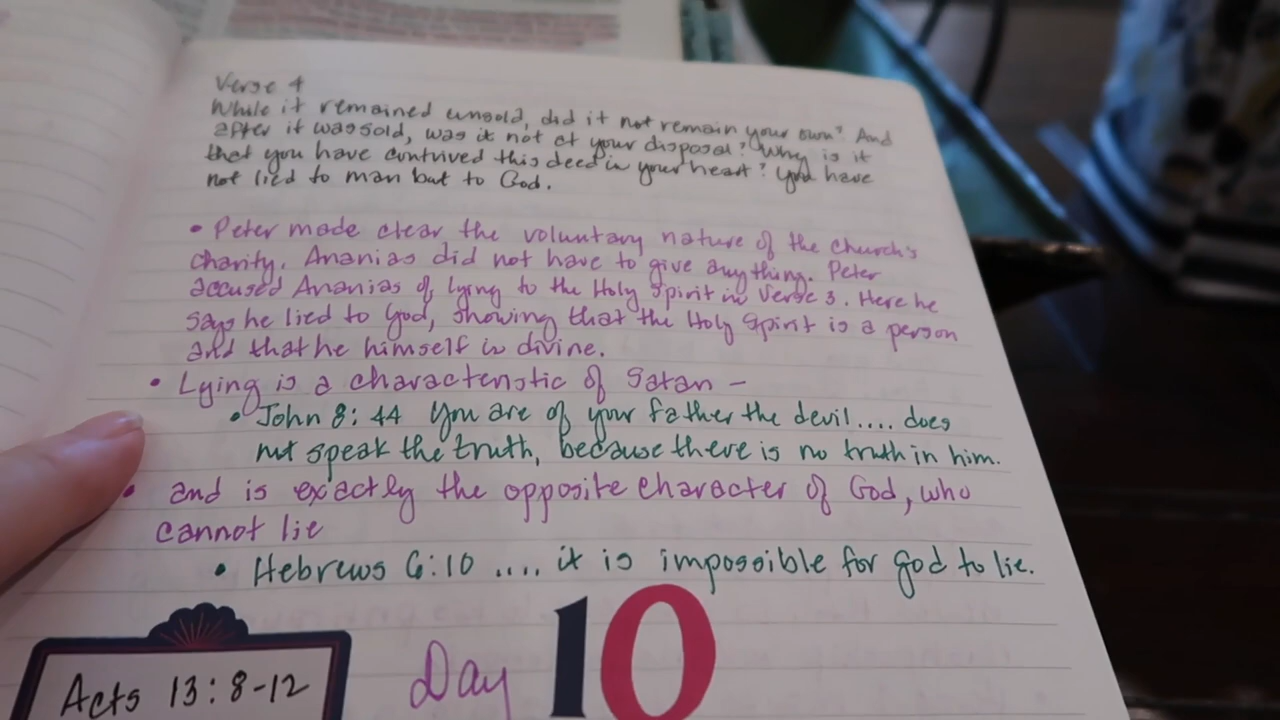 Verse 4
While it remained unsold, did it not remain your own? And
after it was sold, was it not at your disposal? Why is it
that you have contrived this deed in your heart? You have
not lied to man but to God.
• Peter made clear the voluntary nature of the church's
charity. Ananias did not have to give anything. Peter
accused Ananias of lying to the Holy Spirit in Verse 3. Here he
says he lied to God, showing that the Holy Spirit is a person
and that he himself is divine.
• Lying is a characteristic of Satan -
• John 8:44 You are of your father the devil.... does
not speak the truth, because there is no truth in him.
• and is exactly the opposite character of God, who
cannot lie
• Hebrews 6:10 .... it is impossible for God to lie.
Acts 13:8-12
Day 10